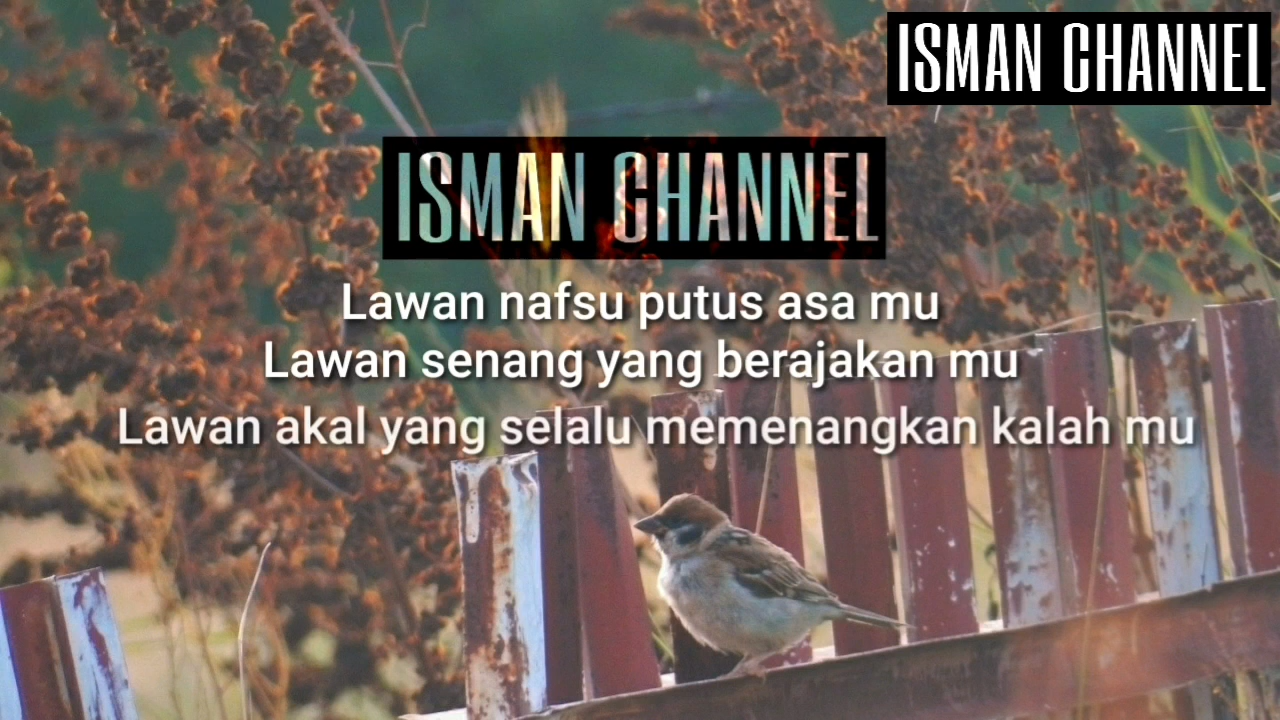 ISMAN CHANNEL
ISMAN CHANNEL
Lawan nafsu putus asa mu
Lawan senang yang berajakan mu
Lawan akal yang selalu memenangkan kalah mu